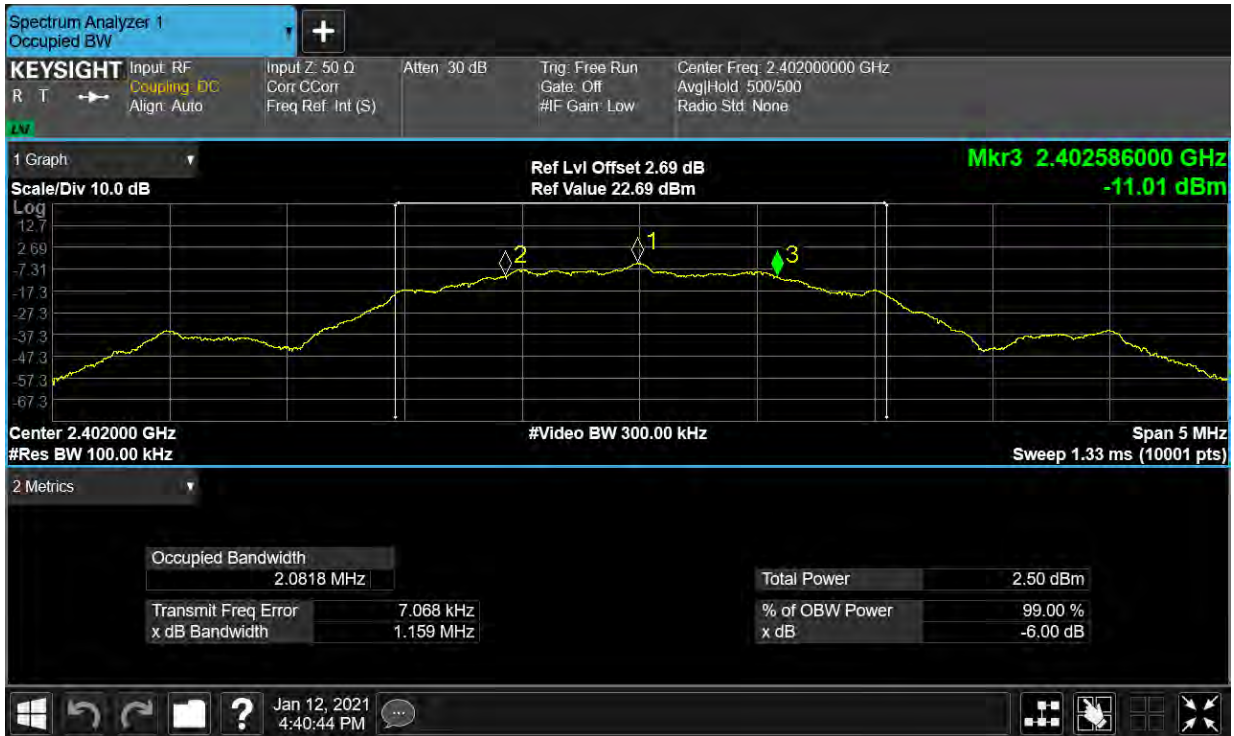 Spectrum Analyzer 1
Occupied BW
KEYSIGHT
R T
Input: RF
Coupling: DC
Align: Auto
Input Z: 50 Ω
Corr CCorr
Freq Ref: Int (S)
Atten: 30 dB
Trig: Free Run
Gate: Off
#IF Gain: Low
Center Freq: 2.402000000 GHz
Avg|Hold: 500/500
Radio Std: None
1 Graph
Scale/Div 10.0 dB
Ref Lvl Offset 2.69 dB
Ref Value 22.69 dBm
Mkr3 2.402586000 GHz
-11.01 dBm
Log
12.7
2.69
-7.31
-17.3
-27.3
-37.3
-47.3
-57.3
-67.3
2
1
3
Center 2.402000 GHz
#Res BW 100.00 kHz
#Video BW 300.00 kHz
Span 5 MHz
Sweep 1.33 ms (10001 pts)
2 Metrics
Occupied Bandwidth
2.0818 MHz
Transmit Freq Error 7.068 kHz
x dB Bandwidth 1.159 MHz
Total Power 2.50 dBm
% of OBW Power 99.00 %
x dB -6.00 dB
?
Jan 12, 2021
4:40:44 PM